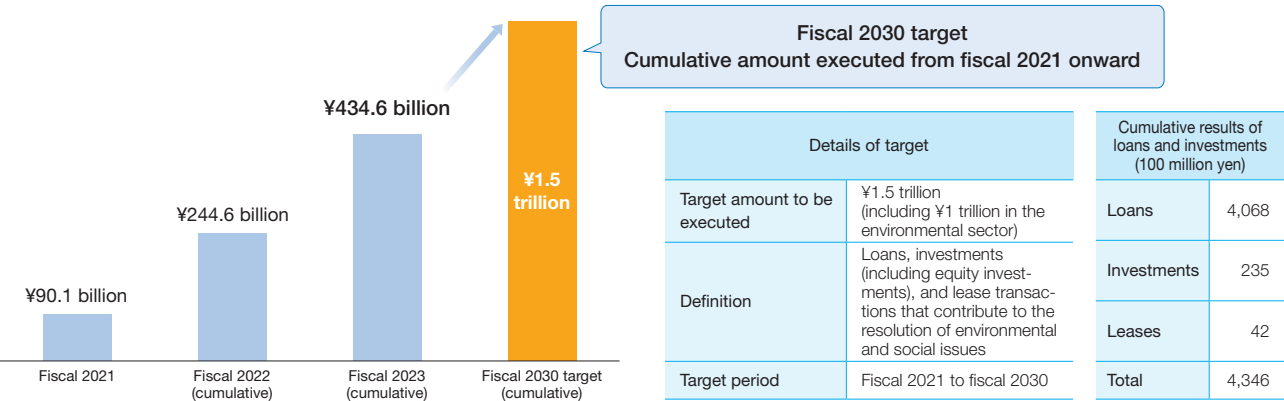 Fiscal 2030 target
Cumulative amount executed from fiscal 2021 onward
¥434.6 billion
¥1.5
trillion
¥244.6 billion
¥90.1 billion
Fiscal 2021
Fiscal 2022
(cumulative)
Fiscal 2023
(cumulative)
Fiscal 2030 target
(cumulative)
Details of target
Target amount to be
executed
¥1.5 trillion
(including ¥1 trillion in the
environmental sector)
Definition
Loans, investments
(including equity invest-
ments), and lease transac-
tions that contribute to the
resolution of environmental
and social issues
Target period
Fiscal 2021 to fiscal 2030
Cumulative results of
loans and investments
(100 million yen)
Loans 4,068
Investments 235
Leases 42
Total 4,346